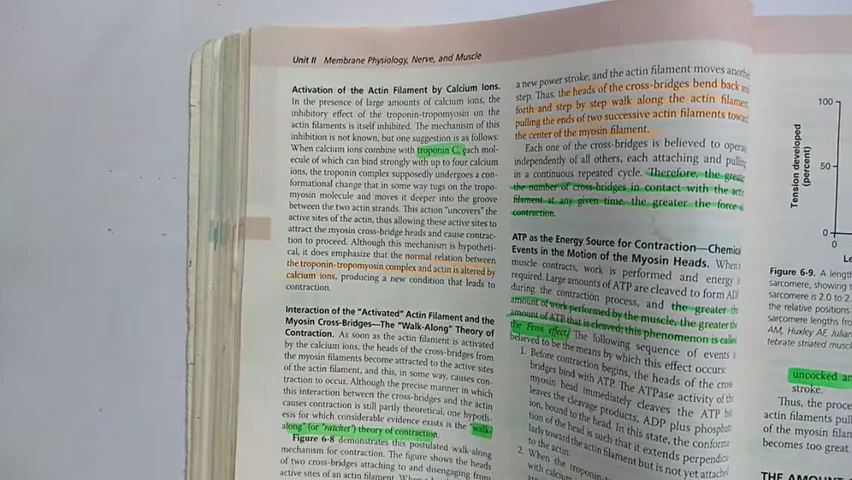 Unit II Membrane Physiology, Nerve, and Muscle
Activation of the Actin Filament by Calcium Ions.
In the presence of large amounts of calcium ions, the
inhibitory effect of the troponin-tropomyosin on the
actin filaments is itself inhibited. The mechanism of this
inhibition is not known, but one suggestion is as follows:
When calcium ions combine with troponin C, each mol-
ecule of which can bind strongly with up to four calcium
ions, the troponin complex supposedly undergoes a con-
formational change that in some way tugs on the tropo-
myosin molecule and moves it deeper into the groove
between the two actin strands. This action "uncovers" the
active sites of the actin, thus allowing these active sites to
attract the myosin cross-bridge heads and cause contrac-
tion to proceed. Although this mechanism is hypotheti-
cal, it does emphasize that the normal relation between
the troponin-tropomyosin complex and actin is altered by
calcium ions, producing a new condition that leads to
contraction.
Interaction of the "Activated" Actin Filament and the
Myosin Cross-Bridges—The "Walk-Along" Theory of
Contraction. As soon as the actin filament is activated
by the calcium ions, the heads of the cross-bridges from
the myosin filaments become attracted to the active sites
of the actin filament, and this, in some way, causes con-
traction to occur. Although the precise manner in which
this interaction between the cross-bridges and the actin
causes contraction is still partly theoretical, one hypoth-
esis for which considerable evidence exists is the "walk-
along" (or "ratchet") theory of contraction.
Figure 6-8 demonstrates this postulated walk-along
mechanism for contraction. The figure shows the heads
of two cross-bridges attaching to and disengaging from
active sites of an actin filament. When a
a new power stroke, and the actin filament moves
step. Thus, the heads of the cross-bridges bend back
forth and step by step walk along the actin
pulling the ends of two successive actin filaments
the center of the myosin filament.
Each one of the cross-bridges is believed to
independently of all others, each attaching and
in a continuous repeated cycle. Therefore, the
the number of cross-bridges in contact with the
filament at any given time, the greater the force
contraction.
ATP as the Energy Source for Contraction—Chemical
Events in the Motion of the Myosin Heads. When
muscle contracts, work is performed and energy
required. Large amounts of ATP are cleaved to form
during the contraction process, and the greater the
amount of work performed by the muscle, the greater the
amount of ATP that is cleaved; this phenomenon is called
the Fenn effect. The following sequence of events
believed to be the means by which this effect occurs:
1. Before contraction begins, the heads of the
bridges bind with ATP. The ATPase activity of the
myosin head immediately cleaves the ATP
leaves the cleavage products, ADP plus
ion, bound to the head. In this state, the
tion of the head is such that it extends
larly toward the actin filament but is not yet
to the actin.
2. When the
with
100
50
0
0
Tension developed
(percent)
Figure 6-9. A
sarcomere, showing
sarcomere is 2.0 to 2.
the relative positions
sarcomere lengths
AM, Huxley AF, Julian
tebrate striated
uncocked
stroke.
Thus, the
actin filaments
of the myosin
becomes too great
THE